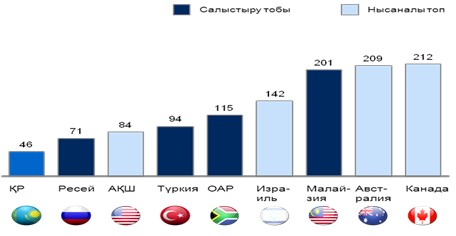 Салыстыру тобы Нысаналы топ
46 71 84 94 115 142 201 209 212
ҚР Ресей АҚШ Түркия ОАР Изра- Малай- Авст- Канада
иль зия ралия